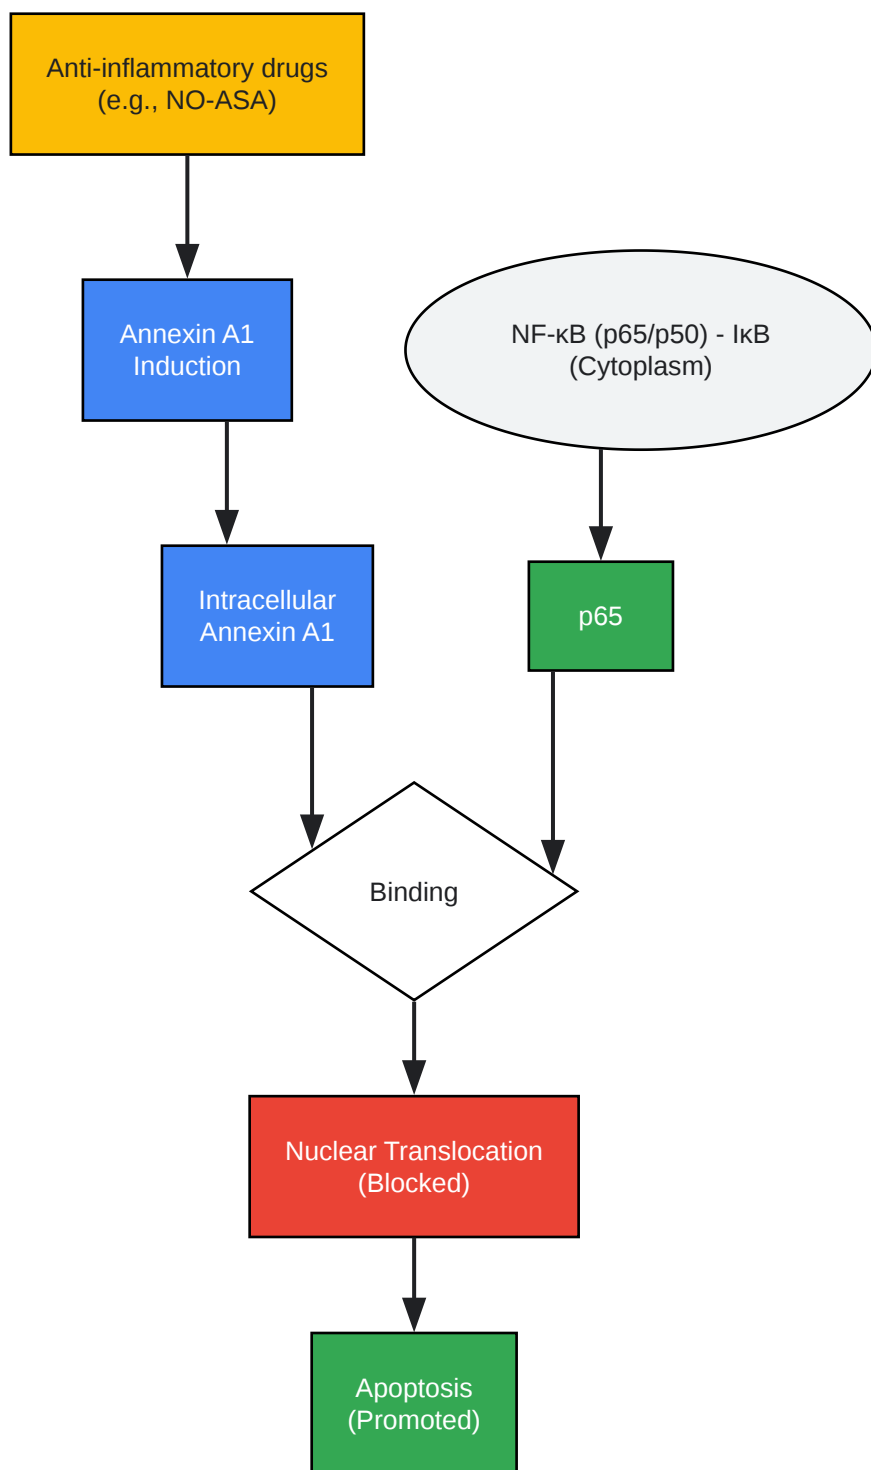 Anti-inflammatory drugs
(e.g., NO-ASA)
Annexin A1
Induction
NF-κB (p65/p50) - IκB
(Cytoplasm)
Intracellular
Annexin A1
p65
Binding
Nuclear Translocation
(Blocked)
Apoptosis
(Promoted)